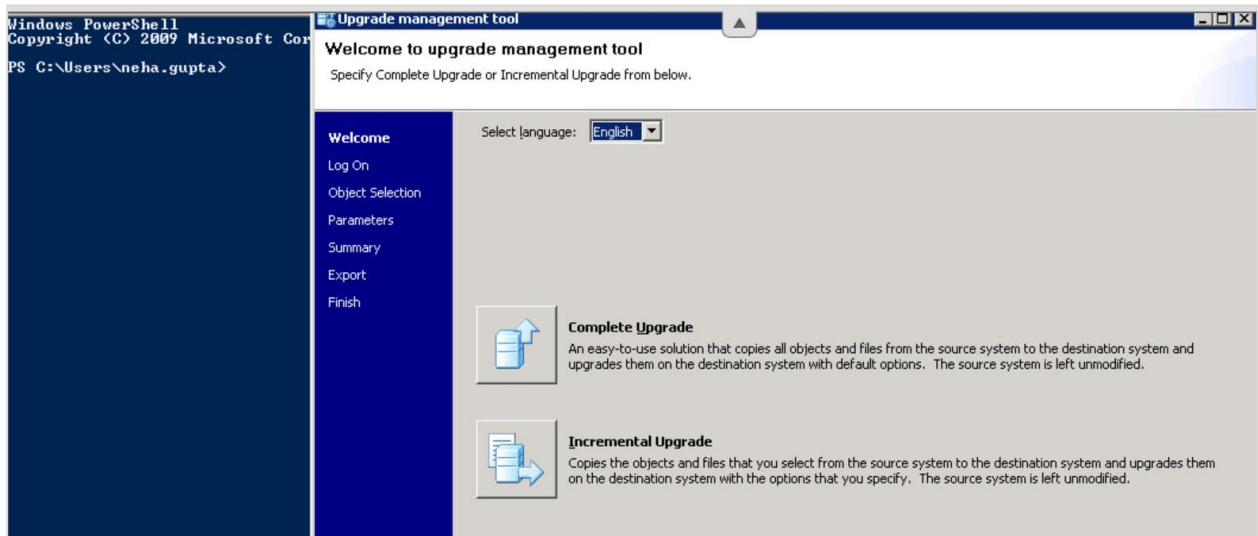 Windows PowerShell
Copyright (C) 2009 Microsoft Cor
PS C:\Users\neha.gupta>
Upgrade management tool
Welcome to upgrade management tool
Specify Complete Upgrade or Incremental Upgrade from below.
Welcome
Log On
Object Selection
Parameters
Summary
Export
Finish
Select language: English
Complete Upgrade
An easy-to-use solution that copies all objects and files from the source system to the destination system and
upgrades them on the destination system with default options. The source system is left unmodified.
Incremental Upgrade
Copies the objects and files that you select from the source system to the destination system and upgrades them
on the destination system with the options that you specify. The source system is left unmodified.